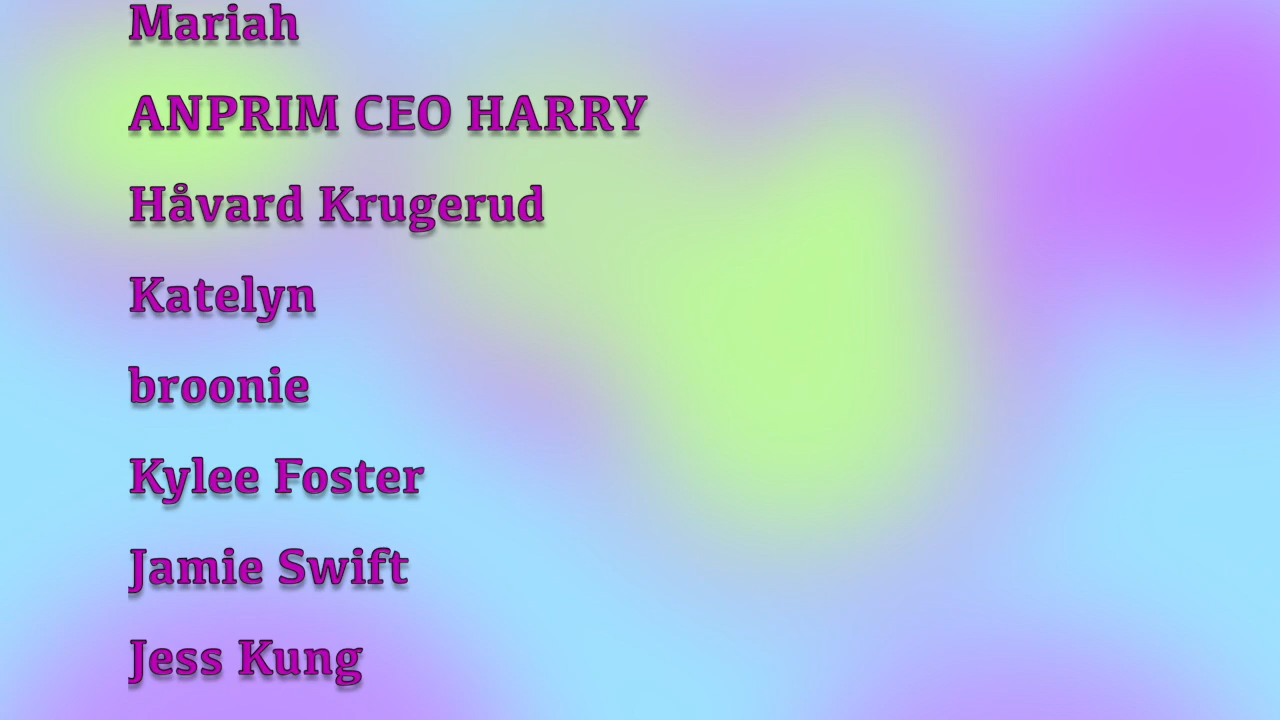 Mariah
ANPRIM CEO HARRY
Håvard Krugerud
Katelyn
broonie
Kylee Foster
Jamie Swift
Jess Kung